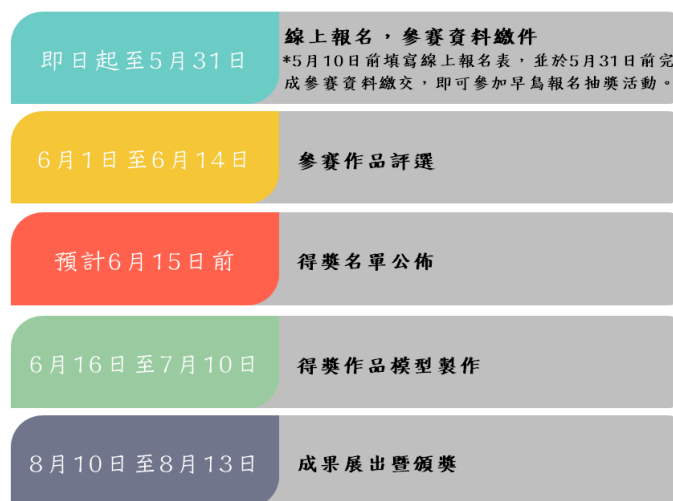 即日起至5月31日
線上報名，參賽資料繳件
*5月10日前填寫線上報名表，並於5月31日前完
成參賽資料繳交，即可參加早鳥報名抽獎活動。
6月1日至6月14日
參賽作品評選
預計6月15日前
得獎名單公佈
6月16日至7月10日
得獎作品模型製作
8月10日至8月13日
成果展出暨頒獎